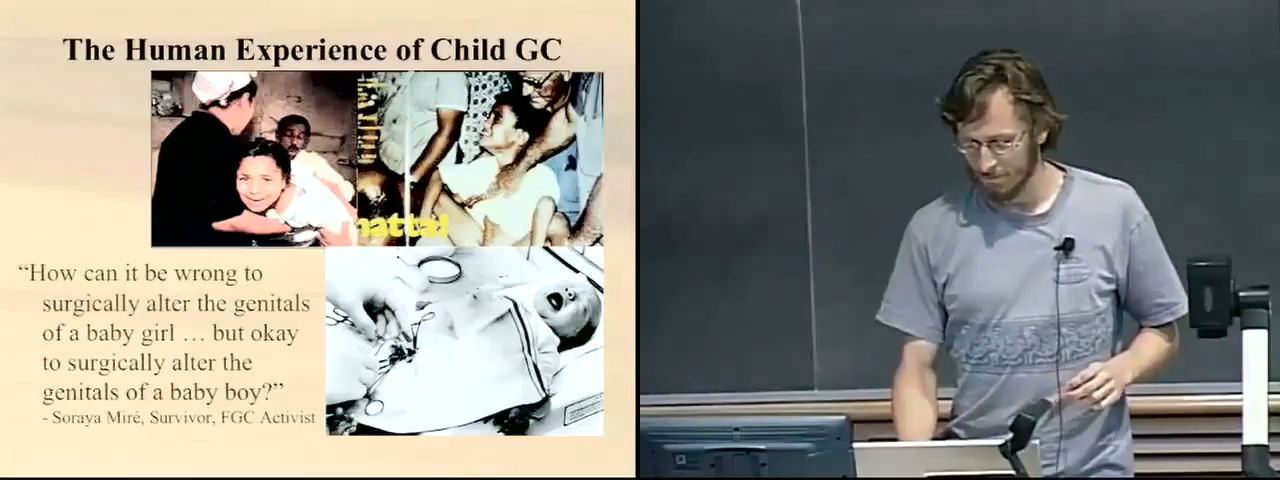 The Human Experience of Child GC
natta!
“How can it be wrong to
surgically alter the genitals
of a baby girl … but okay
to surgically alter the
genitals of a baby boy?”
- Soraya Miré, Survivor, FGC Activist